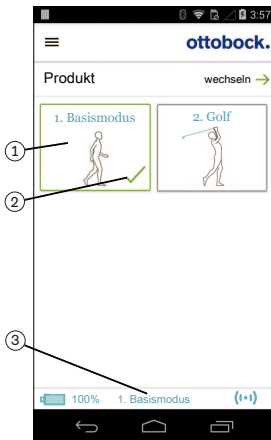 3:57
ottobock.
Produkt
wechseln
1. Basismodus
2. Golf
1
2
3
100%
1. Basismodus